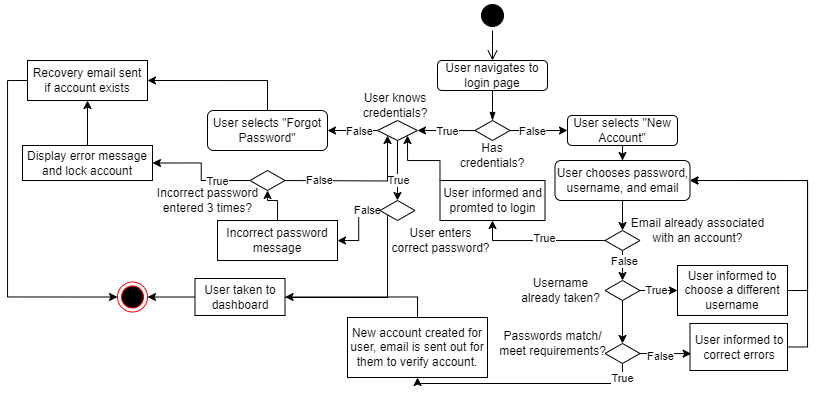 User navigates to
login page
Recovery email sent
if account exists
User knows
credentials?
User selects "Forgot
Password"
False
True
False
User selects "New
Account"
Has
credentials?
Display error message
and lock account
User chooses password,
username, and email
True
False
True
Incorrect password
entered 3 times?
User informed and
promted to login
False
Incorrect password
message
User enters
correct password?
Email already associated
with an account?
True
False
User taken to
dashboard
Username
already taken?
True
User informed to
choose a different
username
New account created for
user, email is sent out for
them to verify account.
Passwords match/
meet requirements?
False
User informed to
correct errors
True